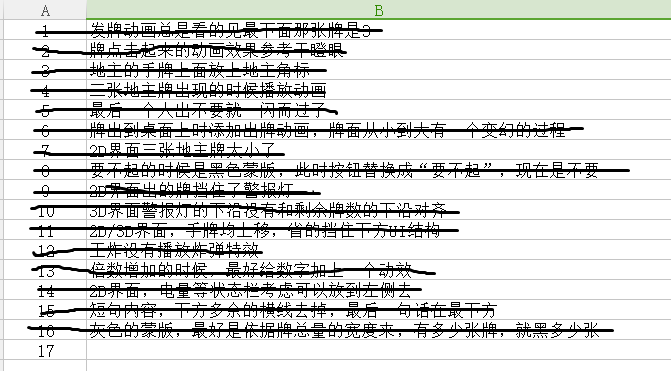 A B
1 发牌动画总是看的见最下面那张牌是3
2 牌点击起来的动画效果参考干瞪眼
3 地主的手牌上面放上地主角标
4 三张地主牌出现的时候播放动画
5 最后一个人出不要就一闪而过了
6 牌出到桌面上时添加出牌动画，牌面从小到大有一个变幻的过程
7 2D界面三张地主牌太小了
8 要不起的时候是黑色蒙版，此时按钮替换成“要不起”，现在是不要
9 2D界面出的牌挡住了警报灯
10 3D界面警报灯的下沿没有和剩余牌数的下沿对齐
11 2D/3D界面，手牌均上移，省的挡住下方UI结构
12 王炸没有播放炸弹特效
13 倍数增加的时候，最好给数字加上一个动效
14 2D界面，电量等状态栏考虑可以放到左侧去
15 短句内容，下方多余的横线去掉，最后一句话在最下方
16 灰色的蒙版，最好是依据牌总量的宽度来，有多少张牌，就黑多少张
17